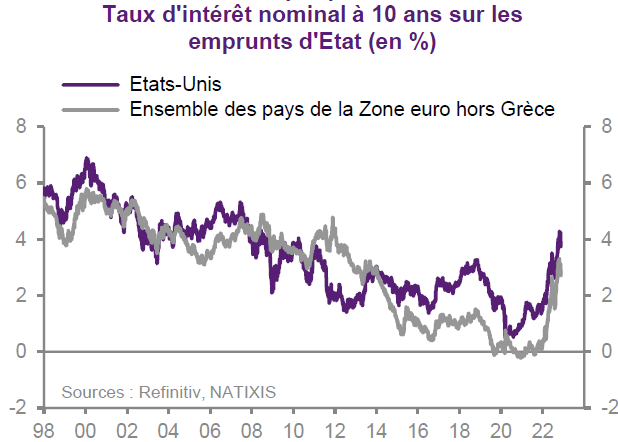 Taux d'intérêt nominal à 10 ans sur les
emprunts d'Etat (en %)
Etats-Unis
Ensemble des pays de la Zone euro hors Grèce
8 8
6 6
4 4
2 2
0 0
-2 -2
Sources : Refinitiv, NATIXIS
98 00 02 04 06 08 10 12 14 16 18 20 22